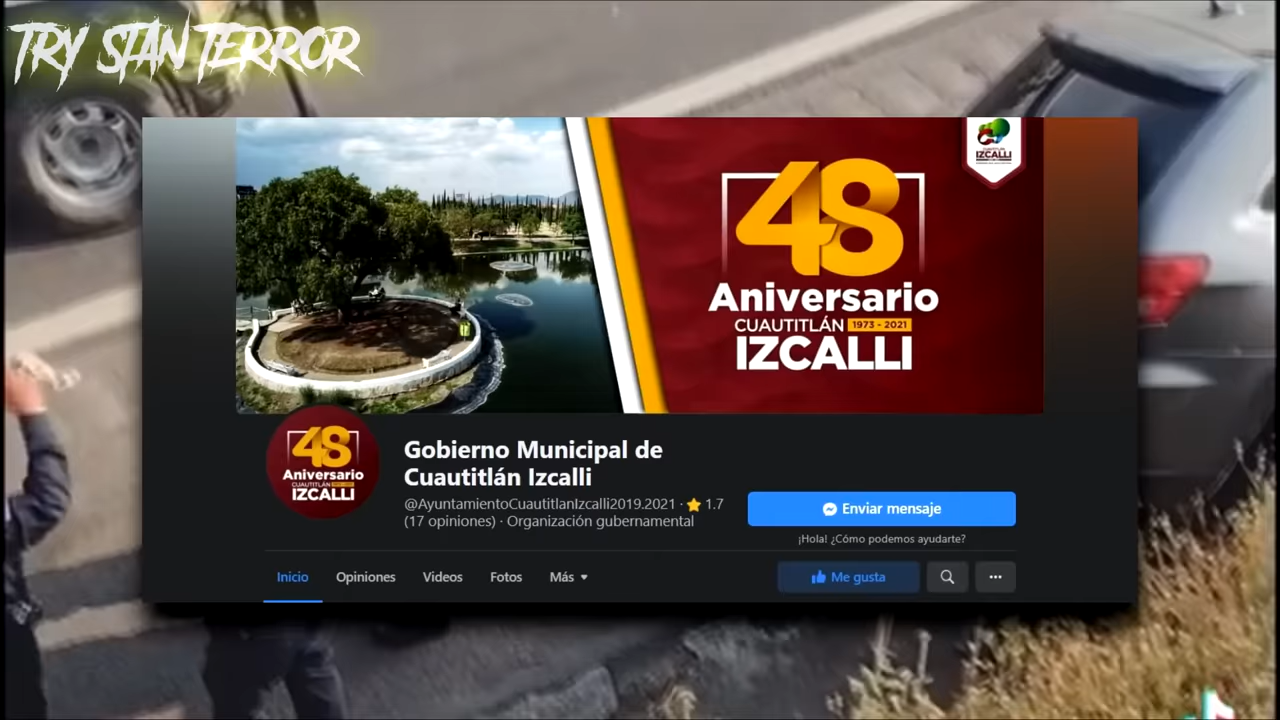 TRY STAN TERROR
CUAUTITLÁN
IZCALLI
48
Aniversario
CUAUTITLÁN 1973 - 2021
IZCALLI
48
Aniversario
IZCALLI
Gobierno Municipal de
Cuautitlán Izcalli
@AyuntamientoCuautitlanIzcalli2019.2021 · ⭐ 1.7
(17 opiniones) · Organización gubernamental
Enviar mensaje
¡Hola! ¿Cómo podemos ayudarte?
Inicio Opiniones Videos Fotos Más
Me gusta